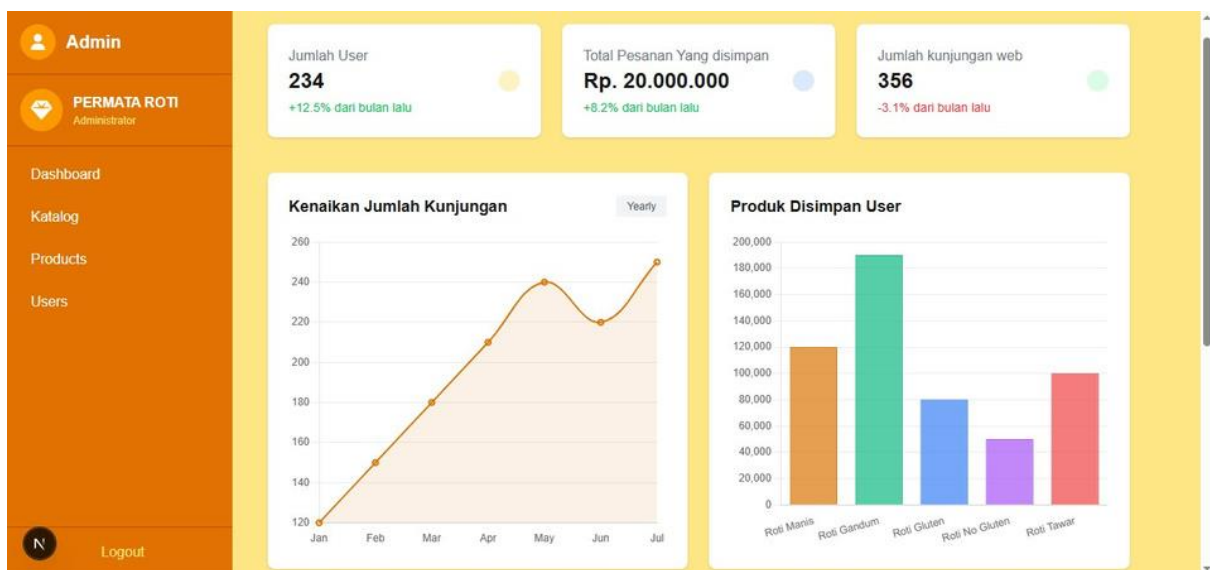 Admin
PERMATA ROTI
Administrator
Dashboard
Katalog
Products
Users
N
Logout
Jumlah User
234
+12.5% dari bulan lalu
Total Pesanan Yang disimpan
Rp. 20.000.000
+8.2% dari bulan lalu
Jumlah kunjungan web
356
-3.1% dari bulan lalu
Kenaikan Jumlah Kunjungan
Yearly
260
240
220
200
180
160
140
120
Jan Feb Mar Apr May Jun Jul
Produk Disimpan User
200,000
180,000
160,000
140,000
120,000
100,000
80,000
60,000
40,000
20,000
0
Roti Manis Roti Gandum Roti Gluten Roti No Gluten Roti Tawar